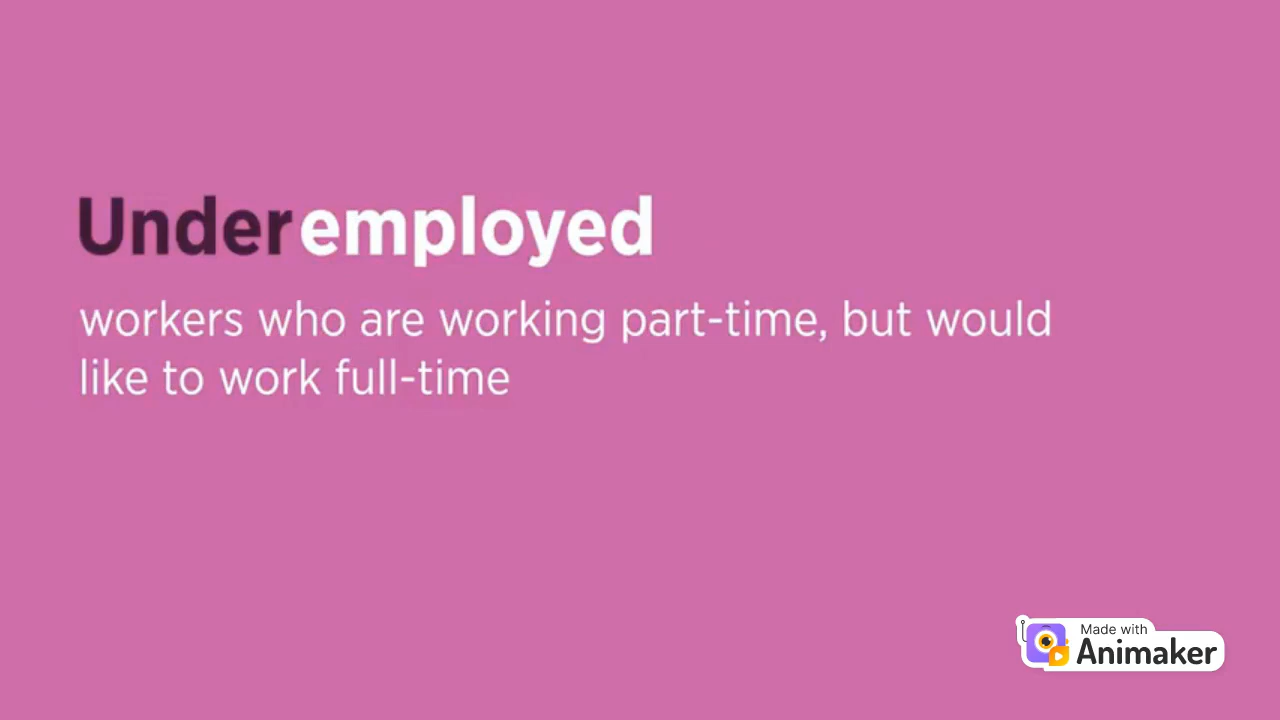 Underemployed
workers who are working part-time, but would
like to work full-time
Made with
Animaker